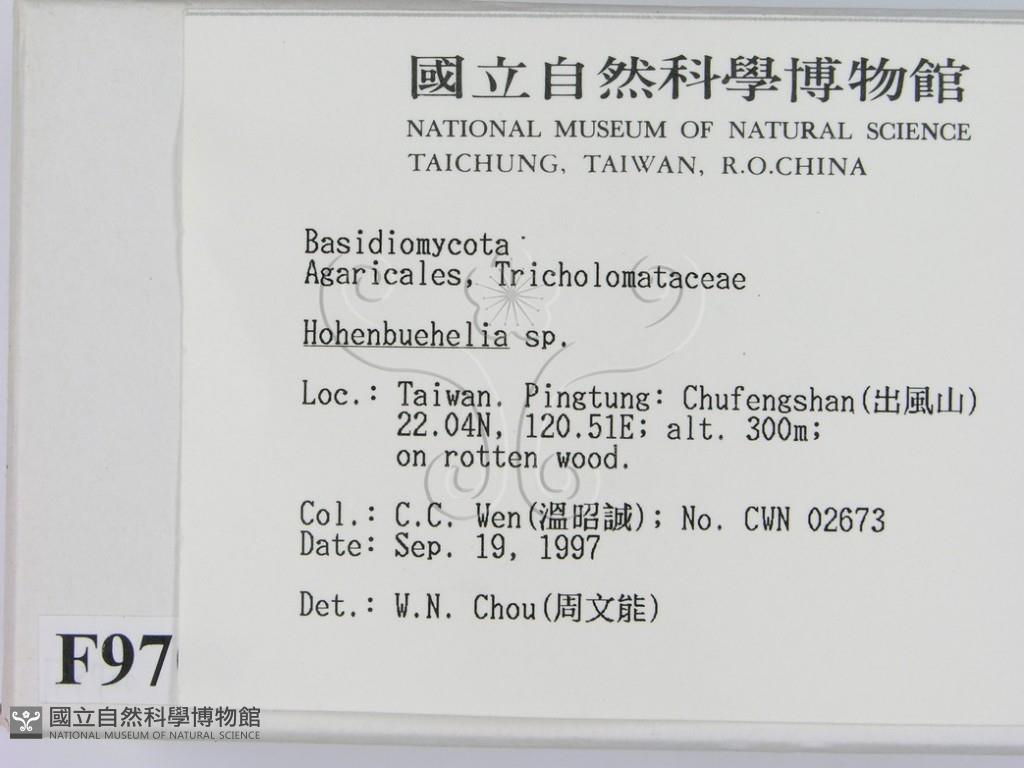 國立自然科學博物館
NATIONAL MUSEUM OF NATURAL SCIENCE
TAICHUNG, TAIWAN, R.O.CHINA
Basidiomycota
Agaricales, Tricholomataceae
Hohenbuehelia sp.
Loc.: Taiwan. Pingtung: Chufengshan(出風山)
22.04N, 120.51E; alt. 300m;
on rotten wood.
Col.: C.C. Wen(溫昭誠); No. CWN 02673
Date: Sep. 19, 1997
Det.: W.N. Chou(周文能)
F97
國立自然科學博物館
NATIONAL MUSEUM OF NATURAL SCIENCE